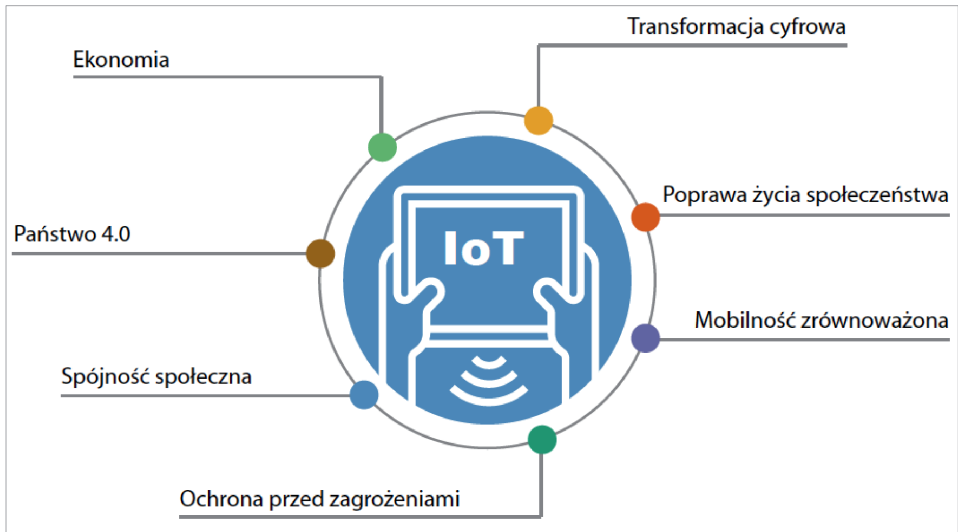 Transformacja cyfrowa
Ekonomia
Poprawa życia społeczeństwa
IoT
Państwo 4.0
Mobilność zrównoważona
Spójność społeczna
Ochrona przed zagrożeniami